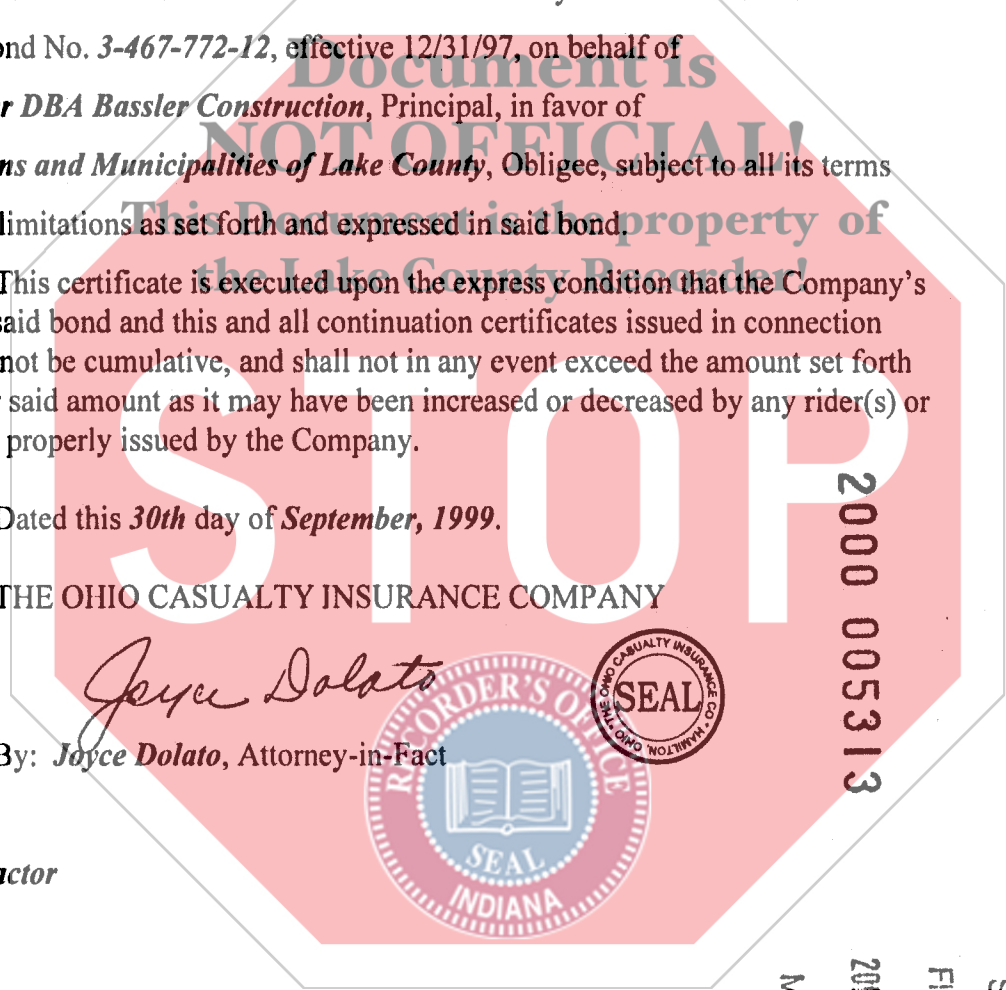 ond No. 3-467-772-12, effective 12/31/97, on behalf of
r DBA Bassler Construction, Principal, in favor of
ns and Municipalities of Lake County, Obligee, subject to all its terms
limitations as set forth and expressed in said bond.
This certificate is executed upon the express condition that the Company's
said bond and this and all continuation certificates issued in connection
not be cumulative, and shall not in any event exceed the amount set forth
said amount as it may have been increased or decreased by any rider(s) or
properly issued by the Company.
Dated this 30th day of September, 1999.
THE OHIO CASUALTY INSURANCE COMPANY
Joyce Dolato
By: Joyce Dolato, Attorney-in-Fact
actor
THE OHIO CASUALTY INSURANCE CO * HAMILTON, OHIO *
SEAL
2000 005313
Document is
NOT OFFICIAL!
This Document is the property of
the Lake County Recorder!
STOP
RECORDER'S OFFICE
SEAL
INDIANA